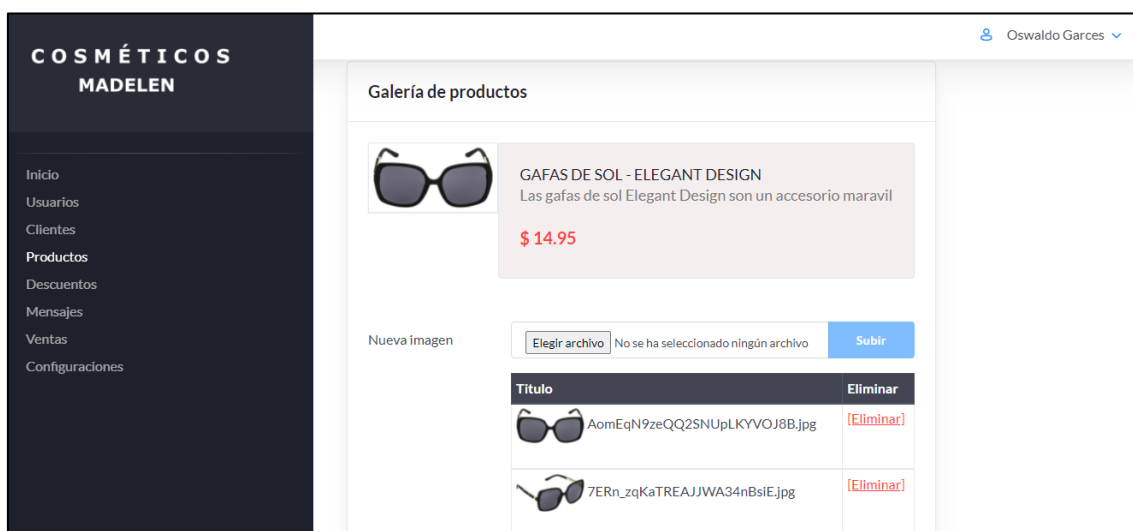 COSMÉTICOS
MADELEN
Oswaldo Garces
Inicio
Usuarios
Clientes
Productos
Descuentos
Mensajes
Ventas
Configuraciones
Galería de productos
GAFAS DE SOL - ELEGANT DESIGN
Las gafas de sol Elegant Design son un accesorio maravil
$ 14.95
Nueva imagen
Elegir archivo No se ha seleccionado ningún archivo
Subir
Titulo Eliminar
AomEqN9zeQQ2SNUpLKYVOJ8B.jpg [Eliminar]
7ERn_zqKaTREAJJWA34nBsiE.jpg [Eliminar]